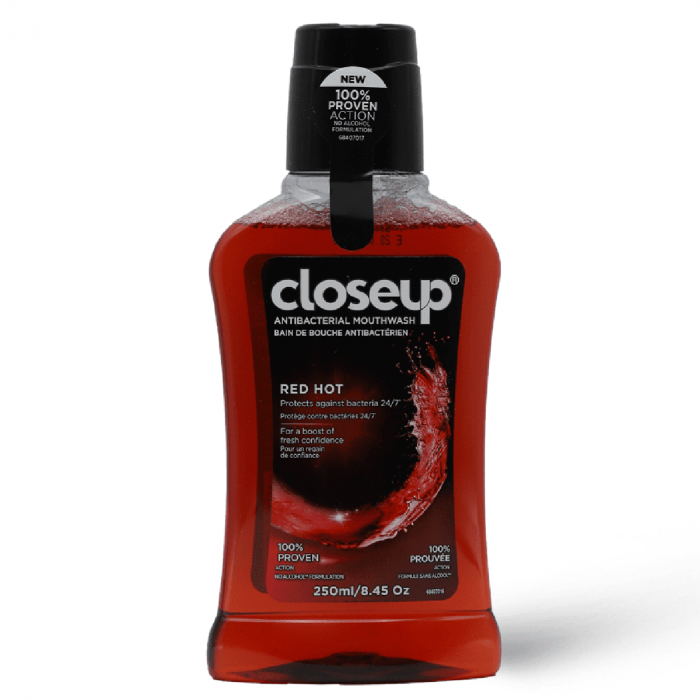 NEW
100%
PROVEN
ACTION
NO ALCOHOL
FORMULATION
68407017
closeup®
ANTIBACTERIAL MOUTHWASH
BAIN DE BOUCHE ANTIBACTÉRIEN
RED HOT
Protects against bacteria 24/7
Protège contre bactéries 24/7
For a boost of
fresh confidence
Pour un regain
de confiance
100%
PROVEN
ACTION
NO ALCOHOL FORMULATION
100%
PROUVÉE
ACTION
FORMULE SANS ALCOOL
250ml/8.45 Oz